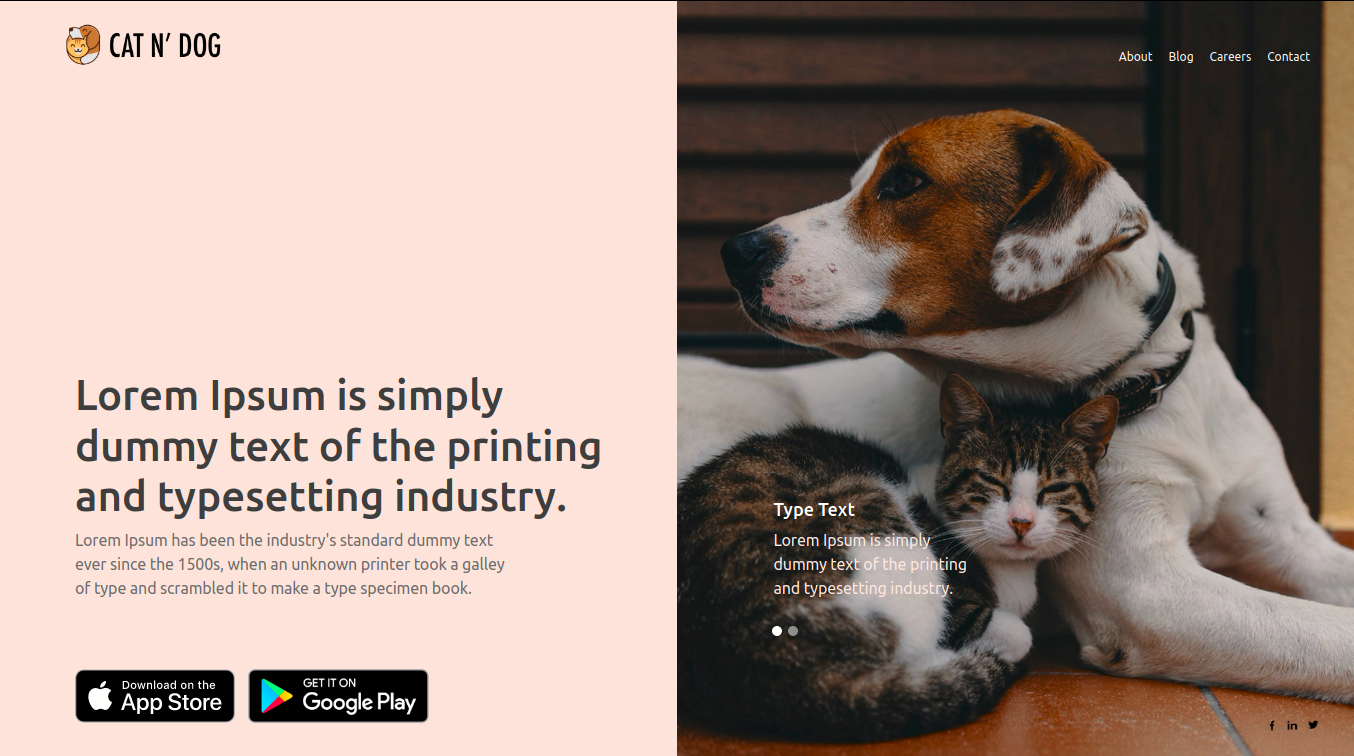 CAT N' DOG
About Blog Careers Contact
Lorem Ipsum is simply
dummy text of the printing
and typesetting industry.
Lorem Ipsum has been the industry's standard dummy text
ever since the 1500s, when an unknown printer took a galley
of type and scrambled it to make a type specimen book.
Download on the
App Store
GET IT ON
Google Play
Type Text
Lorem Ipsum is simply
dummy text of the printing
and typesetting industry.